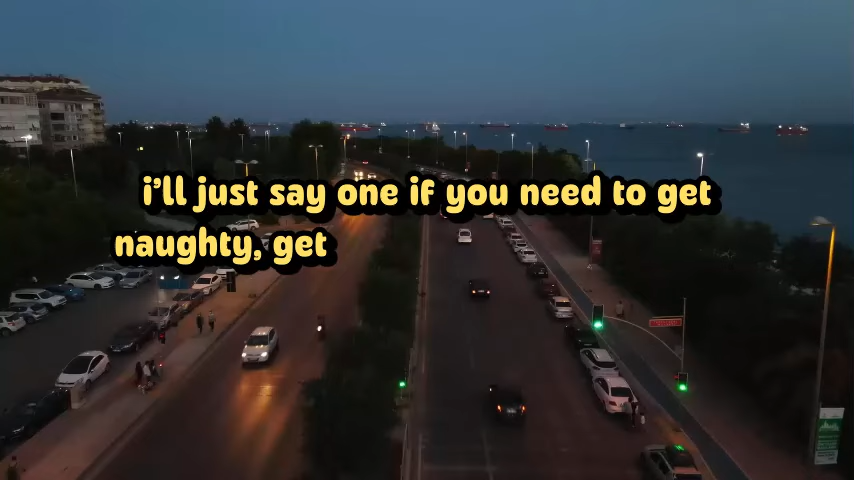 i'll just say one if you need to get
naughty, get